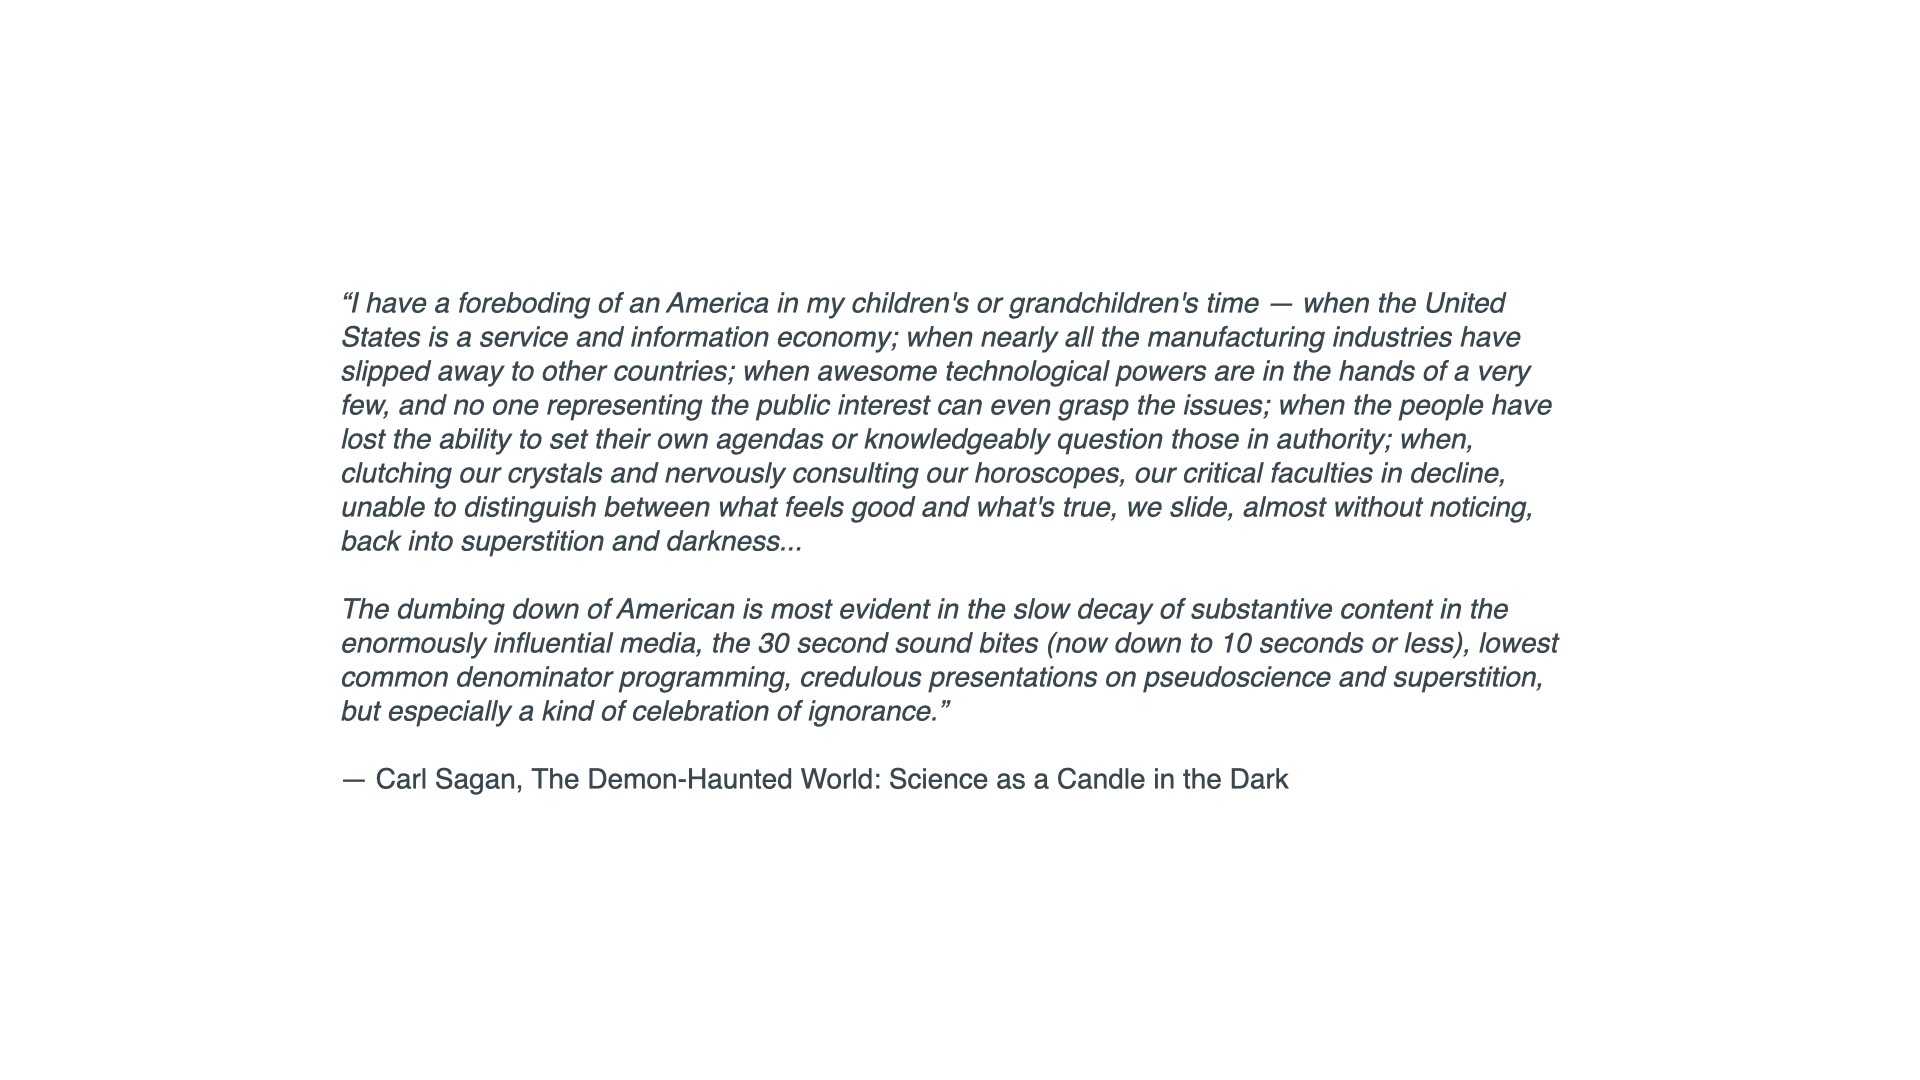 “I have a foreboding of an America in my children's or grandchildren's time — when the United
States is a service and information economy; when nearly all the manufacturing industries have
slipped away to other countries; when awesome technological powers are in the hands of a very
few, and no one representing the public interest can even grasp the issues; when the people have
lost the ability to set their own agendas or knowledgeably question those in authority; when,
clutching our crystals and nervously consulting our horoscopes, our critical faculties in decline,
unable to distinguish between what feels good and what's true, we slide, almost without noticing,
back into superstition and darkness...
The dumbing down of American is most evident in the slow decay of substantive content in the
enormously influential media, the 30 second sound bites (now down to 10 seconds or less), lowest
common denominator programming, credulous presentations on pseudoscience and superstition,
but especially a kind of celebration of ignorance.”
— Carl Sagan, The Demon-Haunted World: Science as a Candle in the Dark